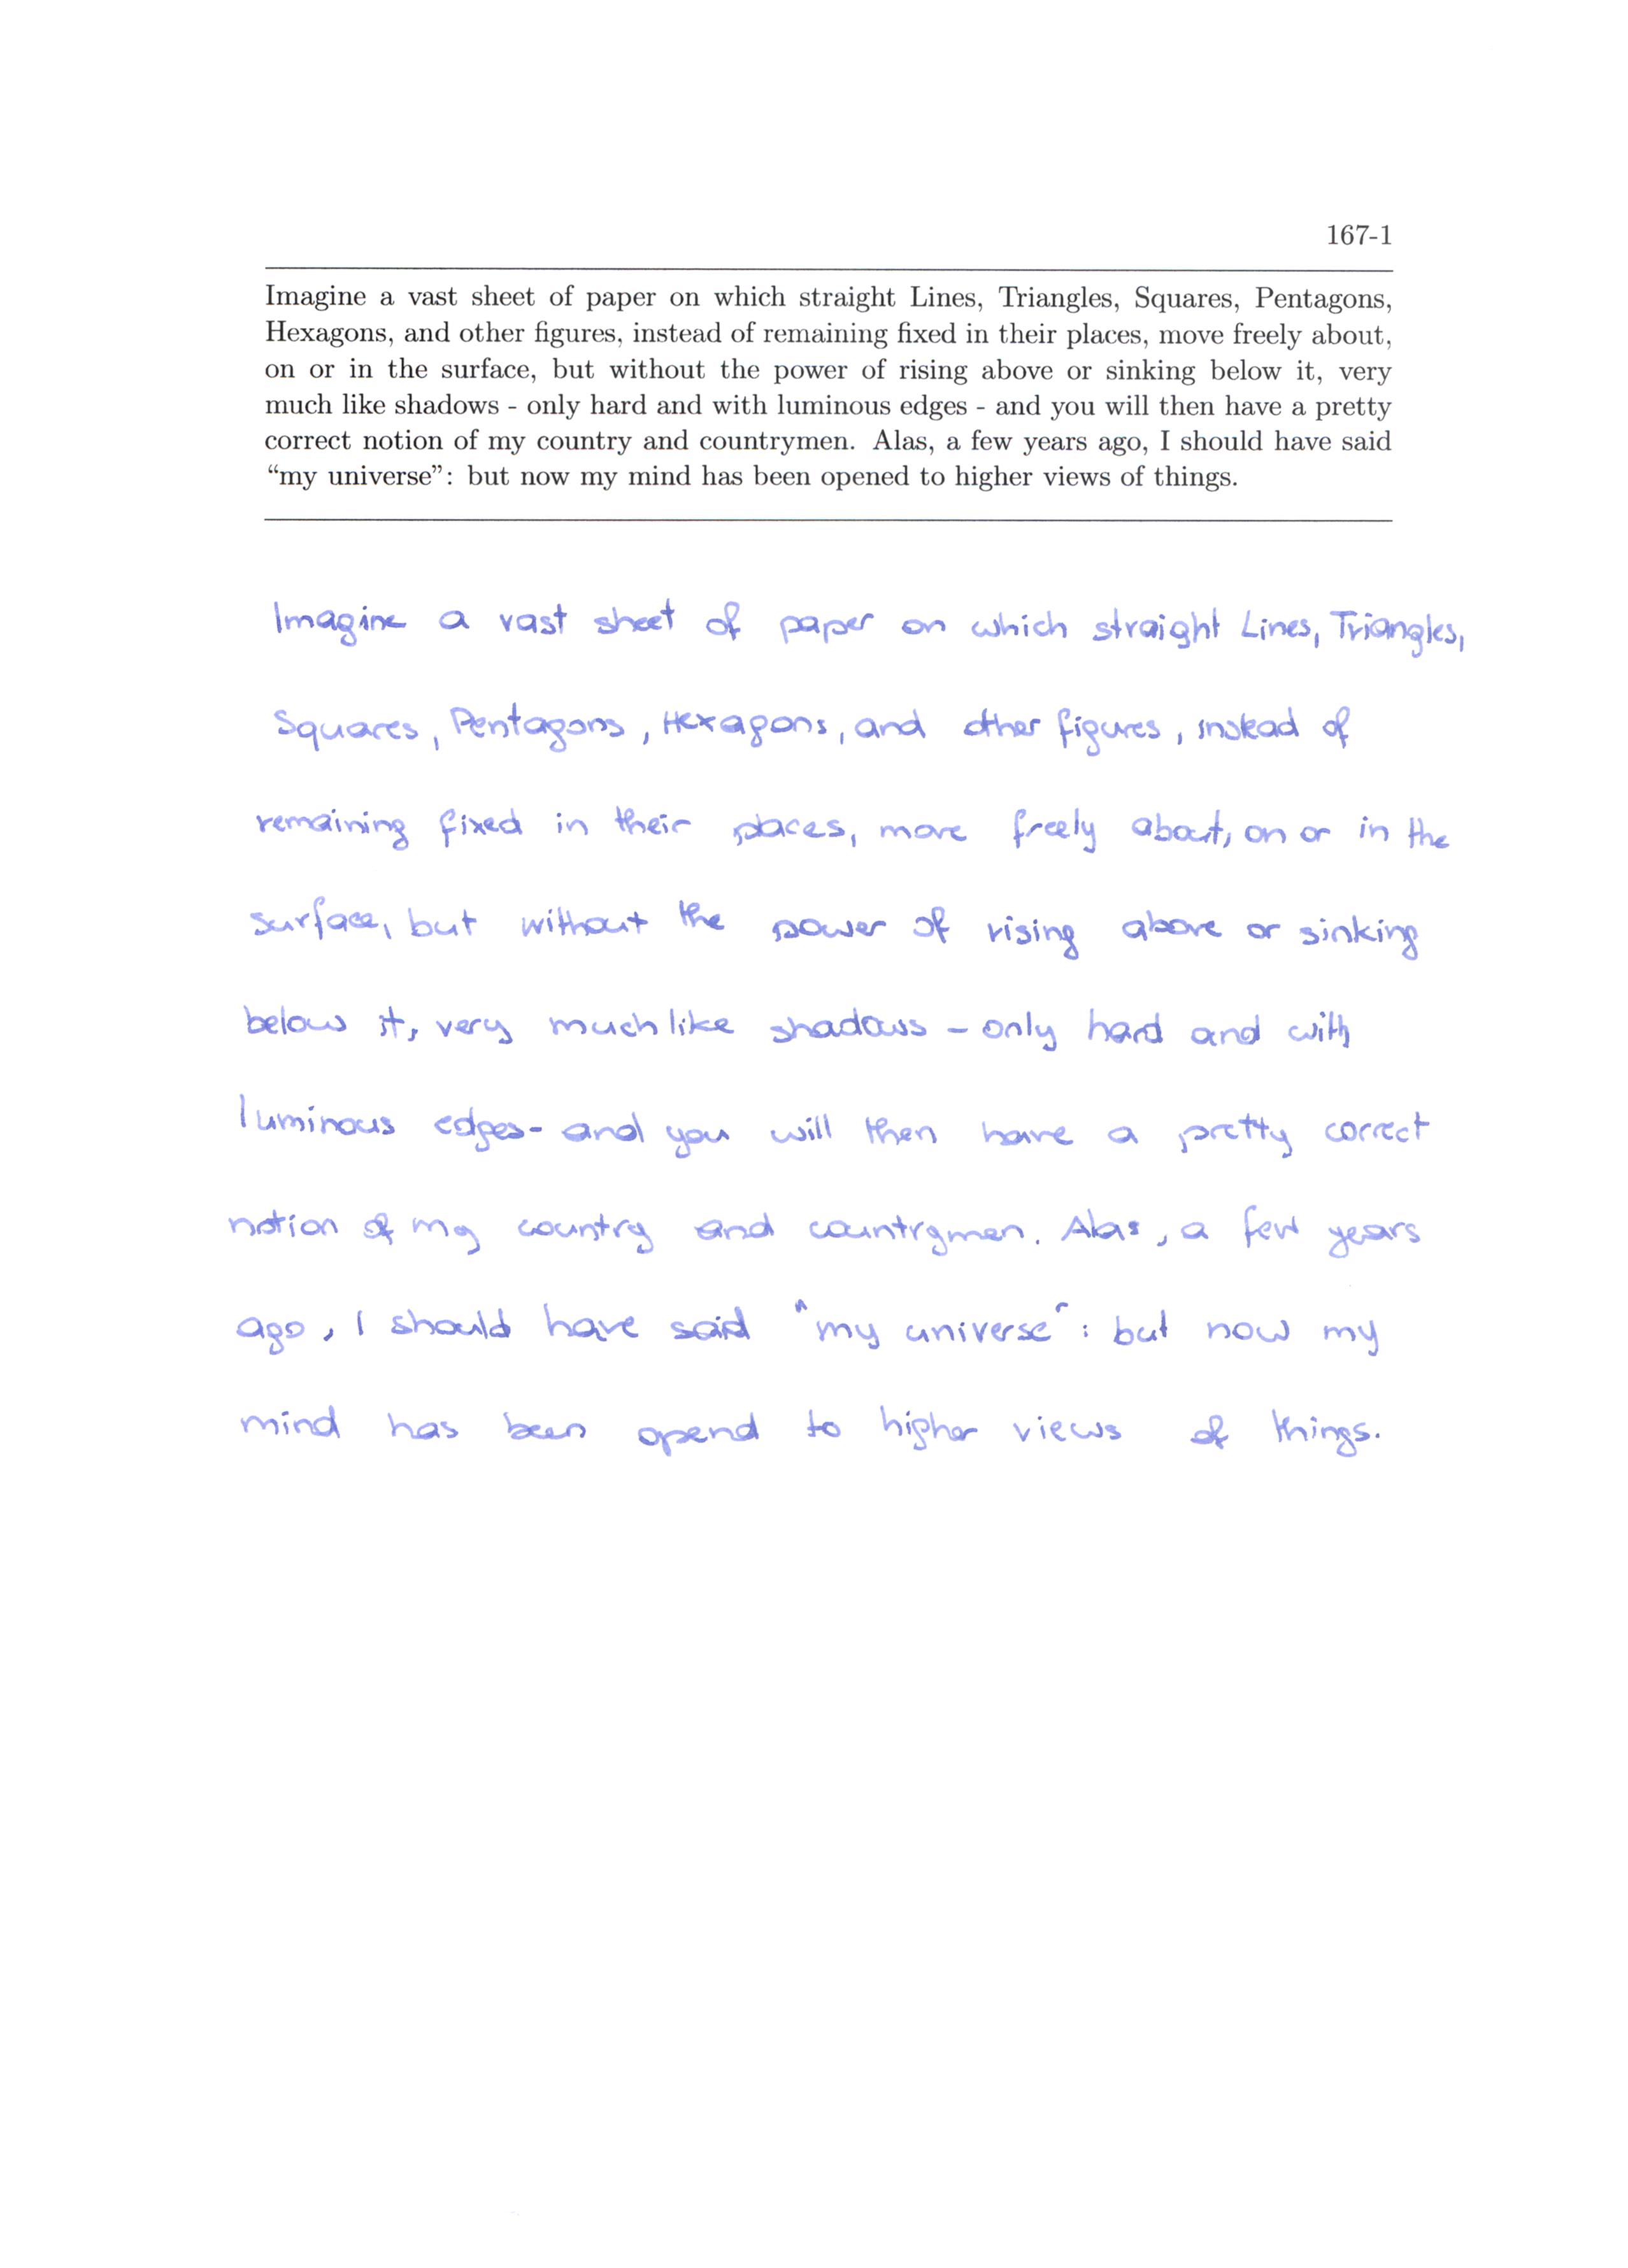 167-1
Imagine a vast sheet of paper on which straight Lines, Triangles, Squares, Pentagons,
Hexagons, and other figures, instead of remaining fixed in their places, move freely about,
on or in the surface, but without the power of rising above or sinking below it, very
much like shadows - only hard and with luminous edges - and you will then have a pretty
correct notion of my country and countrymen. Alas, a few years ago, I should have said
“my universe”: but now my mind has been opened to higher views of things.
Imagine a vast sheet of paper on which straight Lines, Triangles,
Squares, Pentagons, Hexagons, and other figures, instead of
remaining fixed in their places, move freely about, on or in the
surface, but without the power of rising above or sinking
below it, very much like shadows - only hard and with
luminous edges - and you will then have a pretty correct
notion of my country and countrymen. Alas, a few years
ago, I should have said "my universe": but now my
mind has been opend to higher views of things.